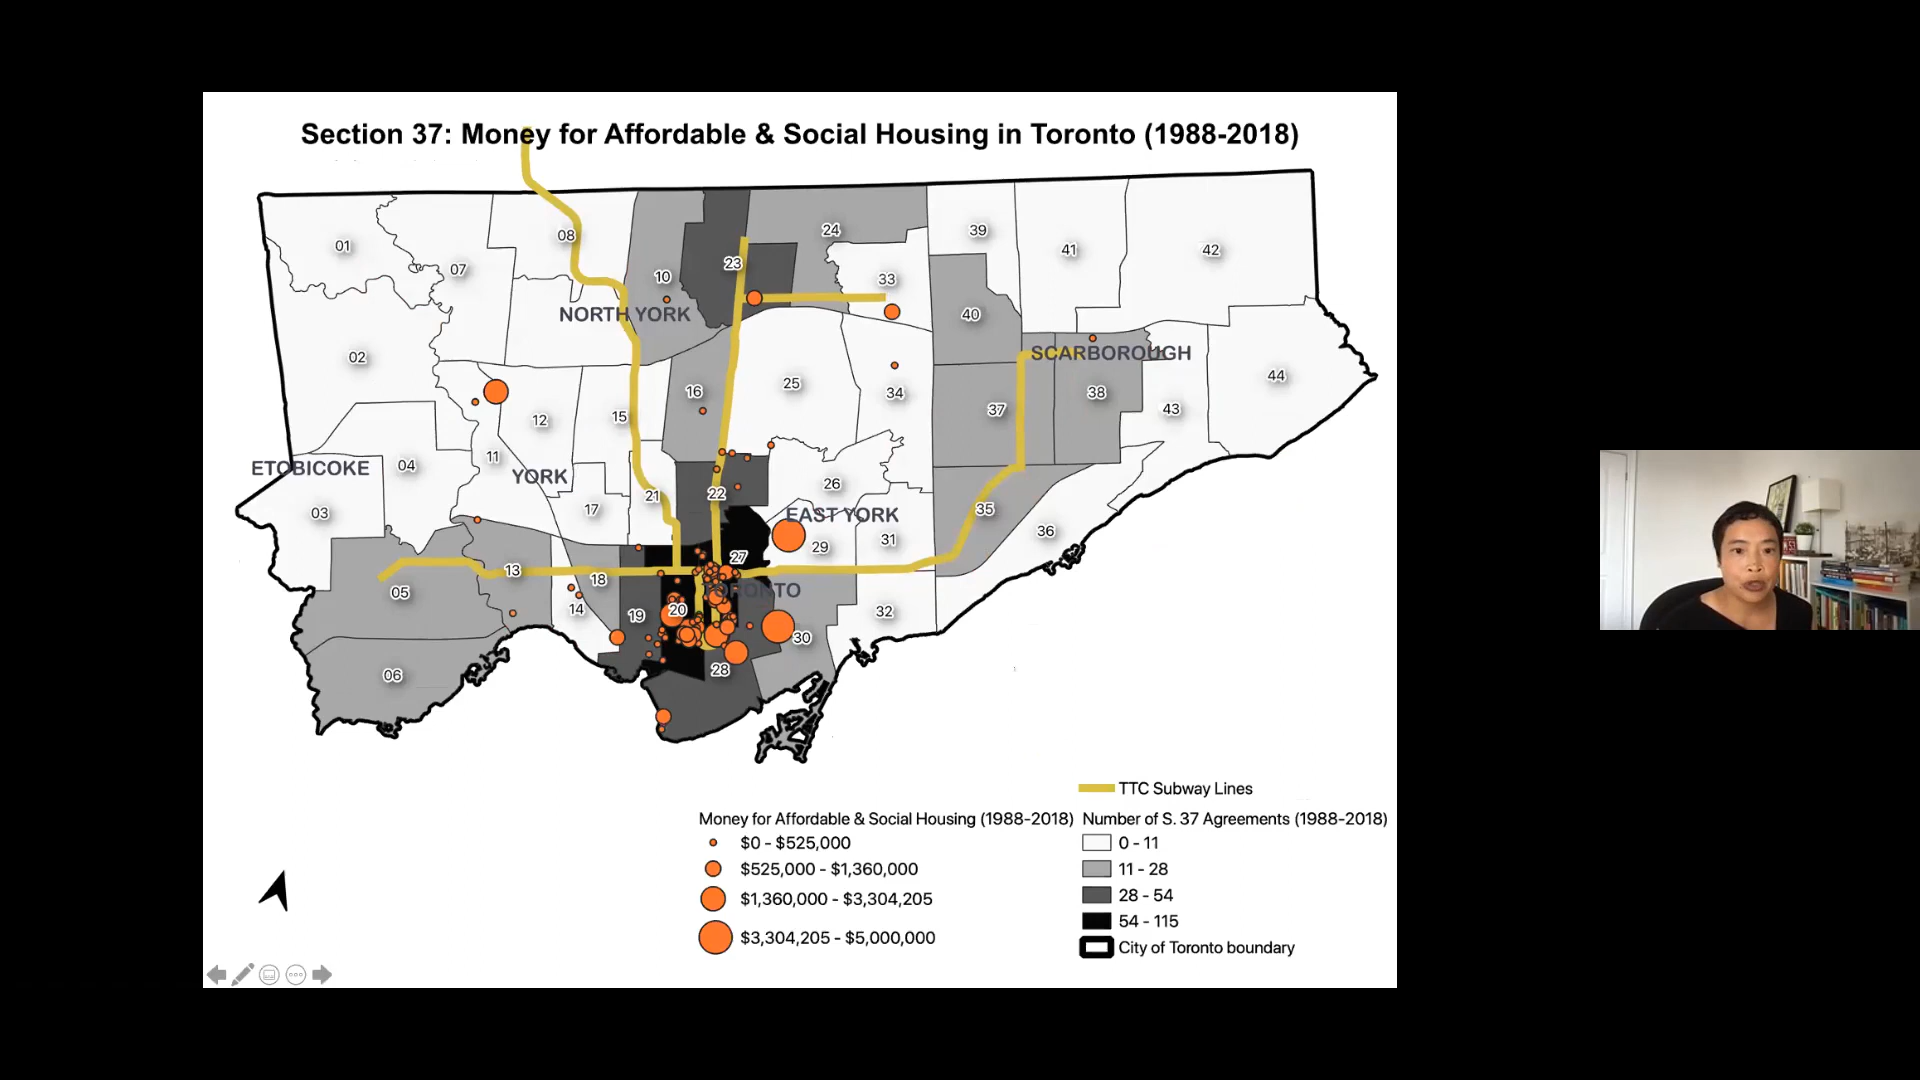 Section 37: Money for Affordable & Social Housing in Toronto (1988-2018)
01
07
08
10
23
24
33
39
41
42
NORTH YORK
40
02
SCARBOROUGH
16
25
34
37
38
43
44
12
15
11
04
ETOBICOKE
YORK
03
17
21
22
26
EAST YORK
29
31
35
36
05
13
18
27
TORONTO
14
19
20
28
30
32
06
TTC Subway Lines
Money for Affordable & Social Housing (1988-2018)
$0 - $525,000
$525,000 - $1,360,000
$1,360,000 - $3,304,205
$3,304,205 - $5,000,000
Number of S. 37 Agreements (1988-2018)
0 - 11
11 - 28
28 - 54
54 - 115
City of Toronto boundary